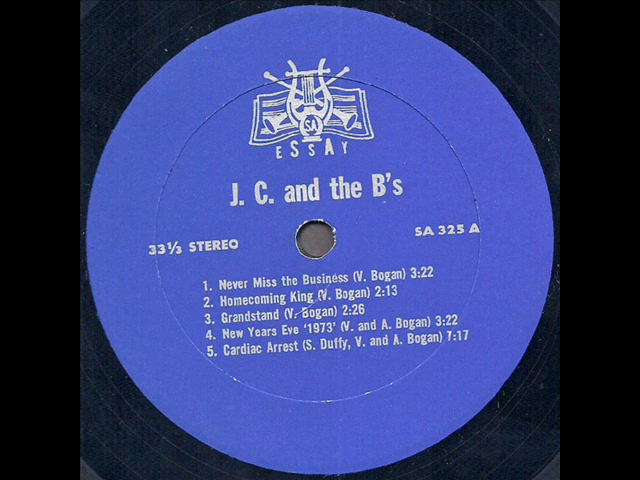 SA
ESSAY
J. C. and the B's
33⅓ STEREO
SA 325 A
1. Never Miss the Business (V. Bogan) 3:22
2. Homecoming King (V. Bogan) 2:13
3. Grandstand (V. Bogan) 2:26
4. New Years Eve '1973' (V. and A. Bogan) 3:22
5. Cardiac Arrest (S. Duffy, V. and A. Bogan) 7:17